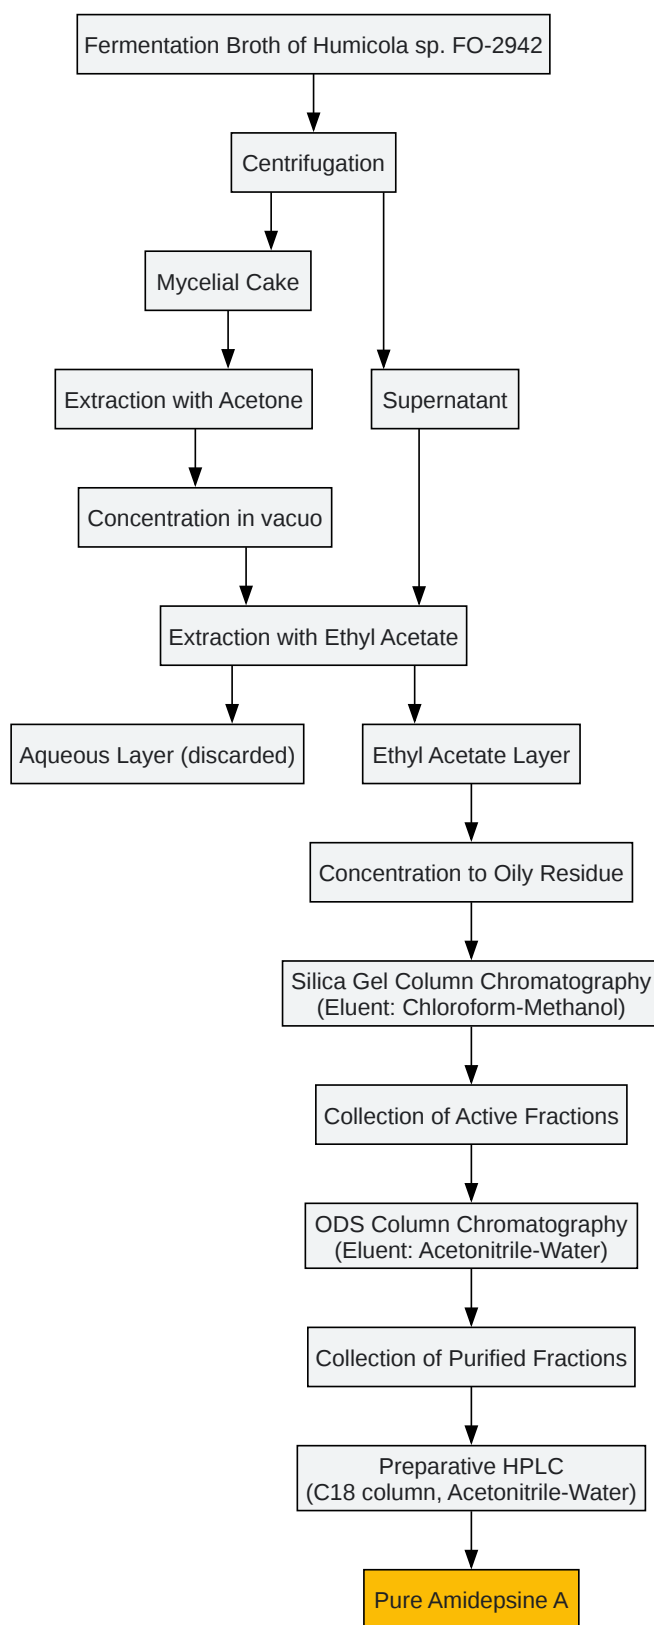 Fermentation Broth of Humicola sp. FO-2942
Centrifugation
Mycelial Cake
Extraction with Acetone
Supernatant
Concentration in vacuo
Extraction with Ethyl Acetate
Aqueous Layer (discarded)
Ethyl Acetate Layer
Concentration to Oily Residue
Silica Gel Column Chromatography
(Eluent: Chloroform-Methanol)
Collection of Active Fractions
ODS Column Chromatography
(Eluent: Acetonitrile-Water)
Collection of Purified Fractions
Preparative HPLC
(C18 column, Acetonitrile-Water)
Pure Amidepsine A